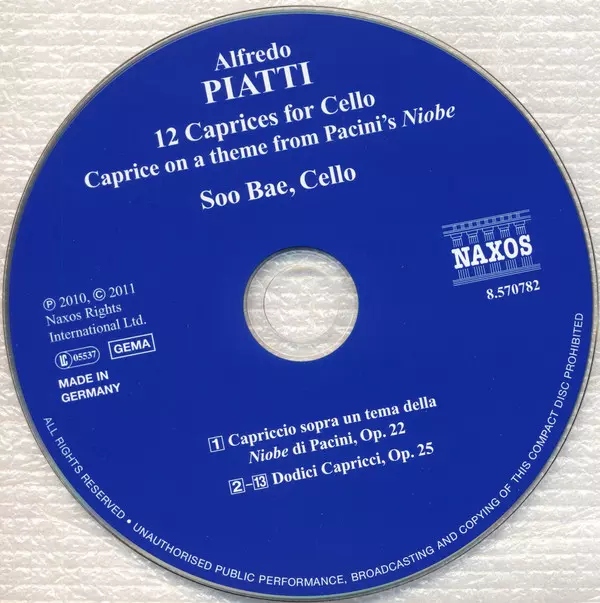 Alfredo
PIATTI
12 Caprices for Cello
Caprice on a theme from Pacini's Niobe
Soo Bae, Cello
NAXOS
8.570782
℗ 2010, © 2011
Naxos Rights
International Ltd.
LC 05537 GEMA
MADE IN
GERMANY
1 Capriccio sopra un tema della
Niobe di Pacini, Op. 22
2–13 Dodici Capricci, Op. 25
ALL RIGHTS RESERVED • UNAUTHORISED PUBLIC PERFORMANCE, BROADCASTING AND COPYING OF THIS COMPACT DISC PROHIBITED